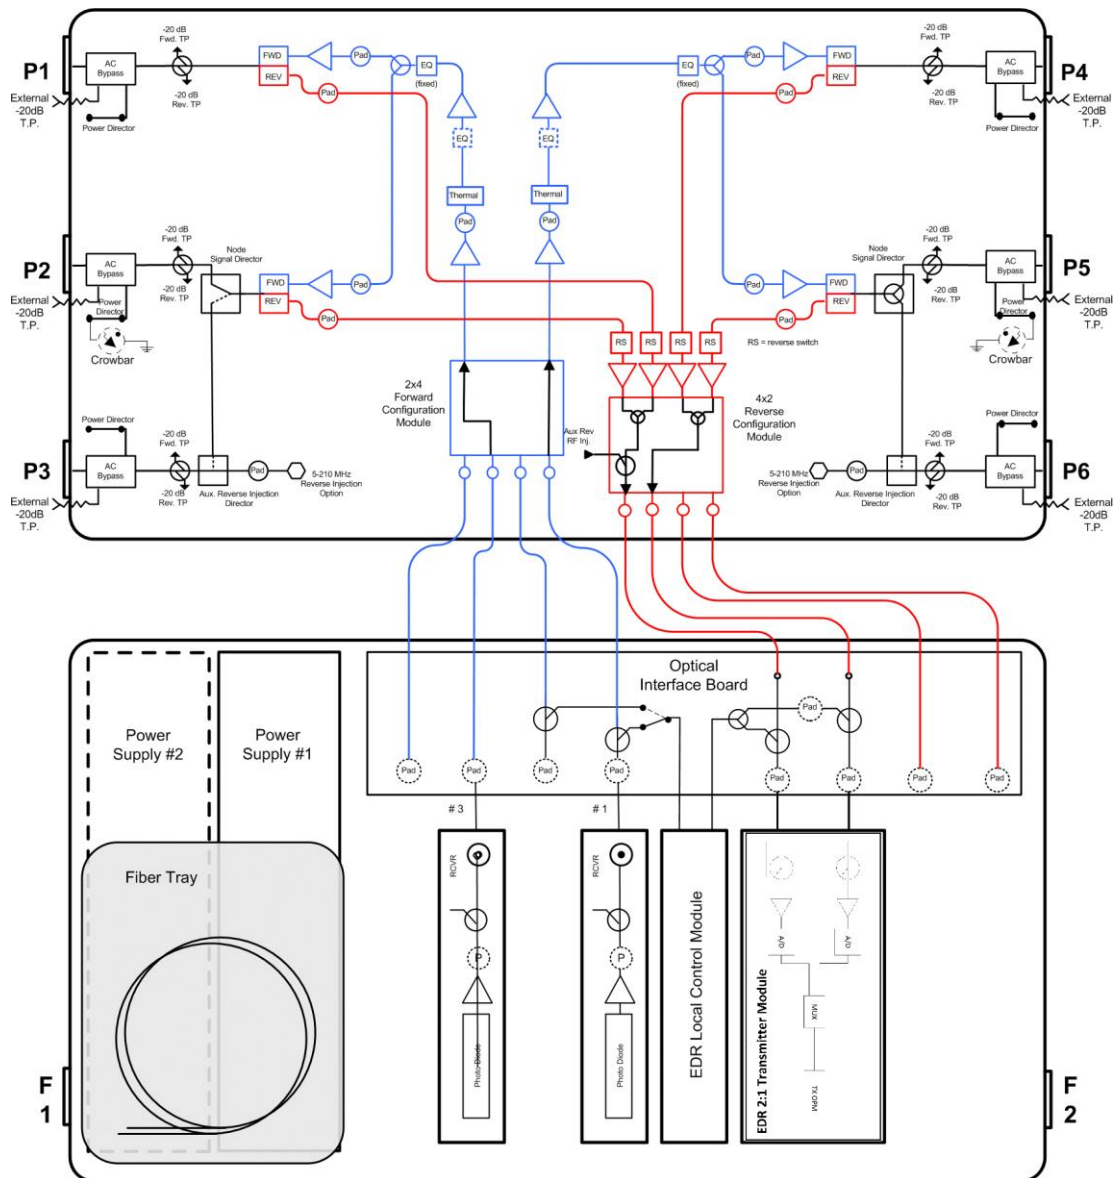 P1
AC
Bypass
External
-20dB
T.P.
Power Director
-20 dB
Fwd. TP
-20 dB
Rev. TP
FWD
REV
Pad
Pad
EQ
(fixed)
EQ
Thermal
Pad
EQ
(fixed)
EQ
Thermal
Pad
Pad
Pad
FWD
REV
-20 dB
Fwd. TP
-20 dB
Rev. TP
AC
Bypass
Power Director
P4
External
-20dB
T.P.
P2
AC
Bypass
External
-20dB
T.P.
Power
Director
Crowbar
-20 dB
Fwd. TP
-20 dB
Rev. TP
Node
Signal Director
FWD
REV
Pad
Pad
Pad
Pad
FWD
REV
Node
Signal Director
-20 dB
Fwd. TP
-20 dB
Rev. TP
AC
Bypass
Power
Director
Crowbar
P5
External
-20dB
T.P.
RS
RS
RS
RS
RS = reverse switch
2x4
Forward
Configuration
Module
Aux Rev
RF Inj.
4x2
Reverse
Configuration
Module
P3
Power Director
AC
Bypass
External
-20dB
T.P.
-20 dB
Fwd. TP
-20 dB
Rev. TP
Pad
Aux. Reverse Injection
Director
5-210 MHz
Reverse Injection
Option
5-210 MHz
Reverse Injection
Option
Pad
Aux. Reverse Injection
Director
-20 dB
Fwd. TP
-20 dB
Rev. TP
Power Director
AC
Bypass
P6
External
-20dB
T.P.
Power
Supply #2
Power
Supply #1
Fiber Tray
Optical
Interface Board
Pad
Pad
Pad
Pad
Pad
Pad
Pad
Pad
Pad
# 3
# 1
RCVR
P
Photo Diode
RCVR
P
Photo Diode
EDR Local Control Module
EDR 2:1 Transmitter Module
A/D
A/D
MUX
TX OPM
F
1
F
2